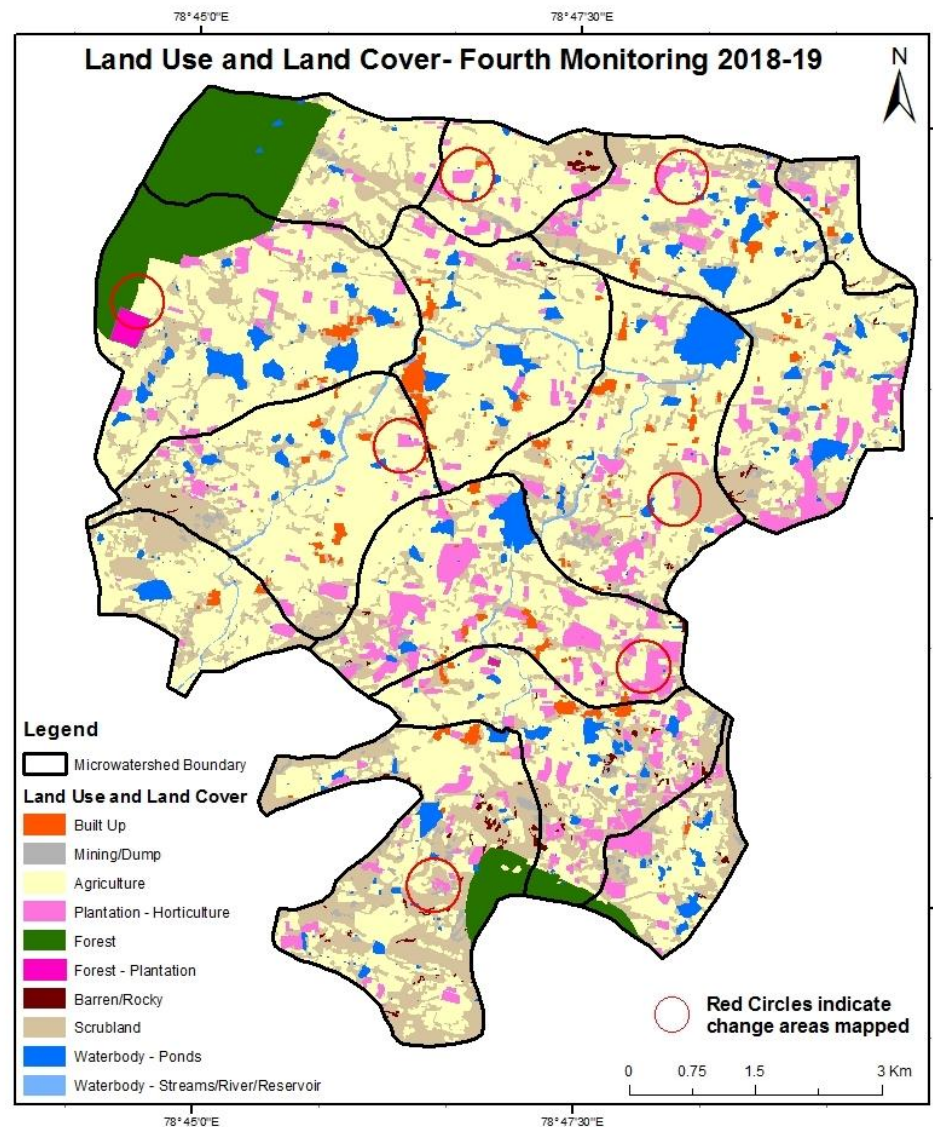 78°45'0"E
78°47'30"E
Land Use and Land Cover- Fourth Monitoring 2018-19
N
Legend
Microwatershed Boundary
Land Use and Land Cover
Built Up
Mining/Dump
Agriculture
Plantation - Horticulture
Forest
Forest - Plantation
Barren/Rocky
Scrubland
Waterbody - Ponds
Waterbody - Streams/River/Reservoir
Red Circles indicate
change areas mapped
0 0.75 1.5 3 Km
78°45'0"E
78°47'30"E